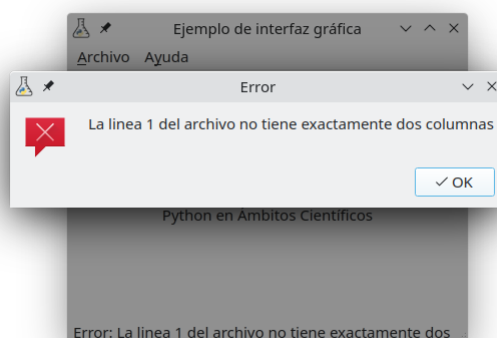 Ejemplo de interfaz gráfica
Archivo Ayuda
Error
La linea 1 del archivo no tiene exactamente dos columnas
OK
Python en Ámbitos Científicos
Error: La linea 1 del archivo no tiene exactamente dos